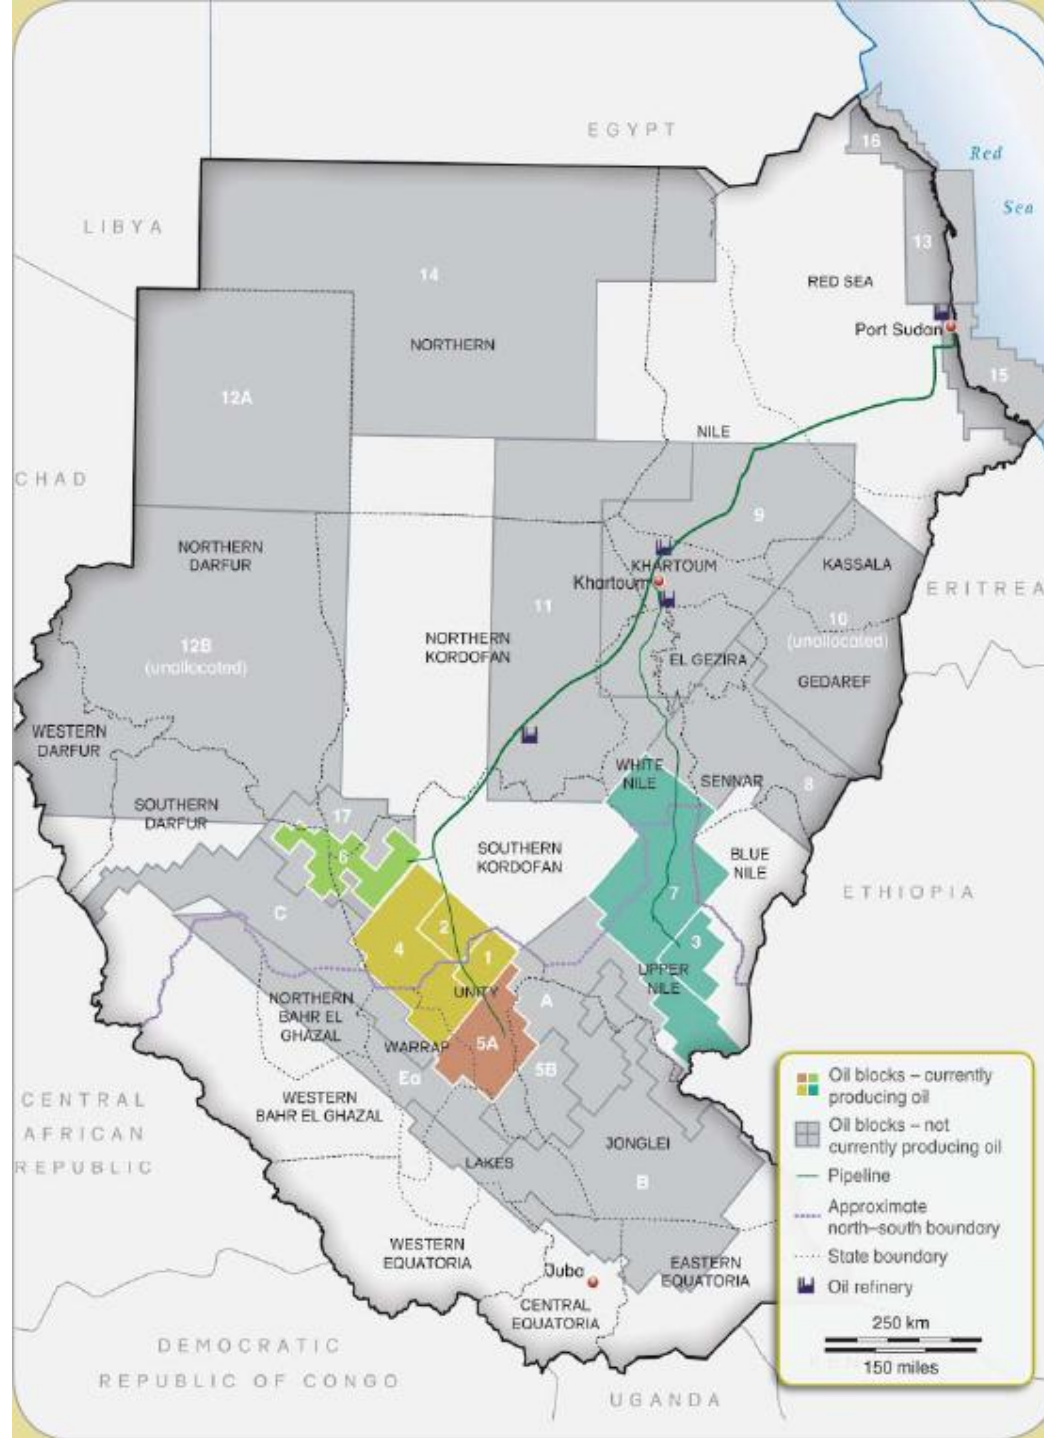 EGYPT
16
Red
Sea
LIBYA
13
14
RED SEA
NORTHERN
Port Sudan
15
12A
NILE
CHAD
9
NORTHERN
DARFUR
KHARTOUM
KASSALA
Khartoum
ERITREA
11
10
(unallocated)
12B
(unallocated)
NORTHERN
KORDOFAN
EL GEZIRA
GEDAREF
WESTERN
DARFUR
WHITE
NILE
SENNAR
8
SOUTHERN
DARFUR
17
6
SOUTHERN
KORDOFAN
BLUE
NILE
ETHIOPIA
7
C
2
4
1
3
UPPER
NILE
UNITY
A
NORTHERN
BAHR EL
GHAZAL
WARRAP
5A
5B
Ea
CENTRAL
AFRICAN
REPUBLIC
WESTERN
BAHR EL GHAZAL
JONGLEI
LAKES
B
WESTERN
EQUATORIA
Juba
EASTERN
EQUATORIA
CENTRAL
EQUATORIA
DEMOCRATIC
REPUBLIC OF CONGO
UGANDA
Oil blocks – currently
producing oil
Oil blocks – not
currently producing oil
Pipeline
Approximate
north–south boundary
State boundary
Oil refinery
250 km
150 miles